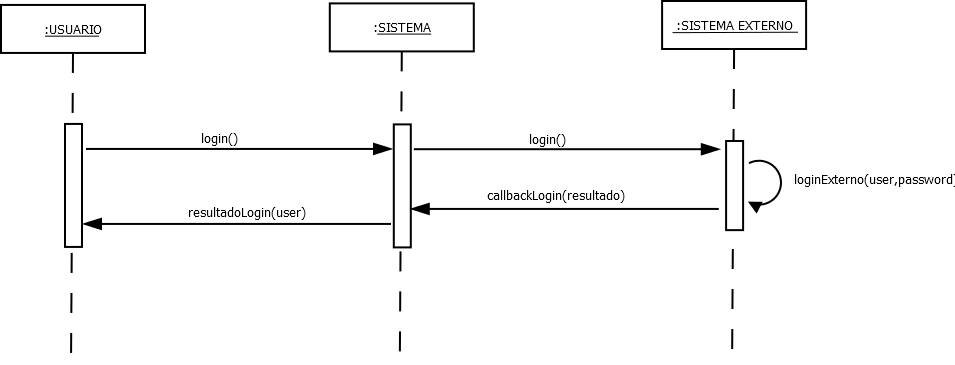 :USUARIO
:SISTEMA
:SISTEMA EXTERNO
login()
login()
loginExterno(user,password)
callbackLogin(resultado)
resultadoLogin(user)